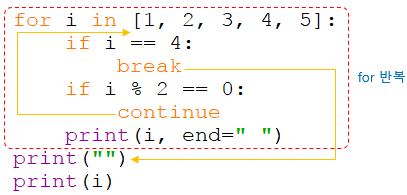 for i in [1, 2, 3, 4, 5]:
    if i == 4:
        break
    if i % 2 == 0:
        continue
    print(i, end=" ")
print("")
print(i)
for 반복